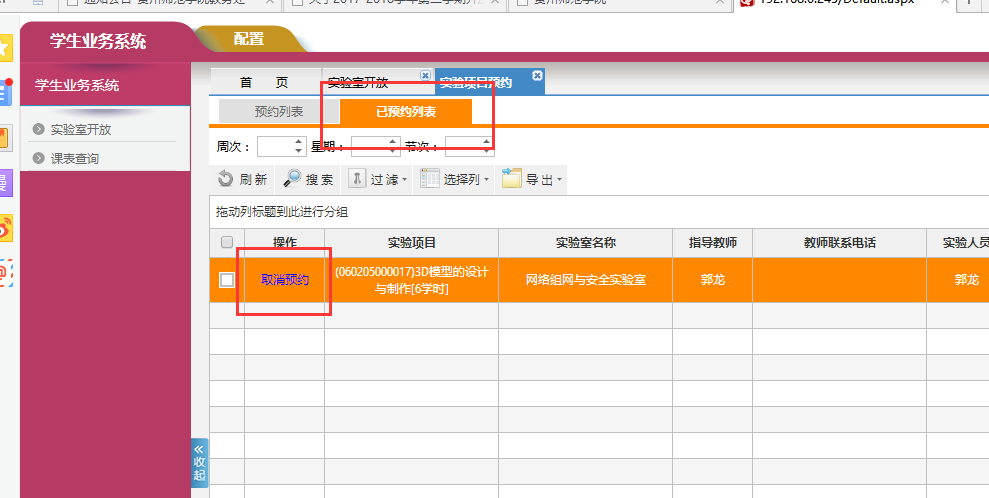 学生业务系统
配置
学生业务系统
实验室开放
课表查询
首 页
实验室开放
实验项目预约
预约列表
已预约列表
周次： 星期： 节次：
刷新 搜索 过滤 选择列 导出
拖动列标题到此进行分组
操作 实验项目 实验室名称 指导教师 教师联系电话 实验人员
取消预约 (060205000017)3D模型的设计与制作[6学时] 网络组网与安全实验室 郭龙 郭龙
收起